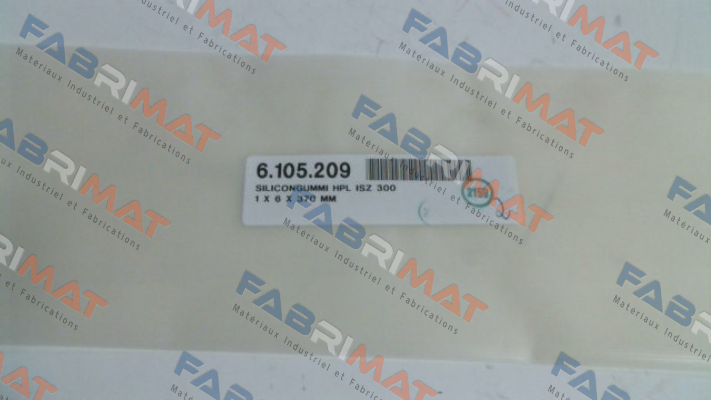 6.105.209
SILICONGUMMI HPL ISZ 300
1 X 6 X 370 MM
FABRIMAT
Matériaux Industriel et Fabrications